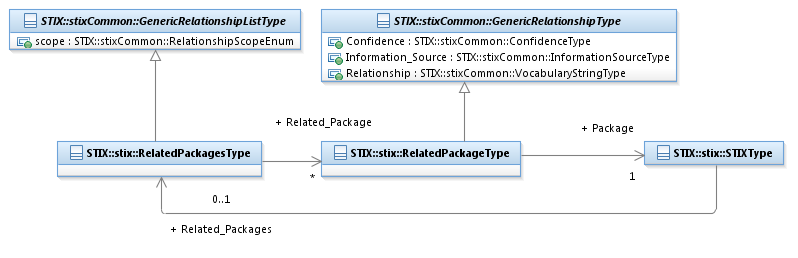 STIX::stixCommon::GenericRelationshipListType
scope : STIX::stixCommon::RelationshipScopeEnum
STIX::stixCommon::GenericRelationshipType
Confidence : STIX::stixCommon::ConfidenceType
Information_Source : STIX::stixCommon::InformationSourceType
Relationship : STIX::stixCommon::VocabularyStringType
+ Related_Package
+ Package
STIX::stix::RelatedPackagesType
STIX::stix::RelatedPackageType
STIX::stix::STIXType
*
1
0..1
+ Related_Packages